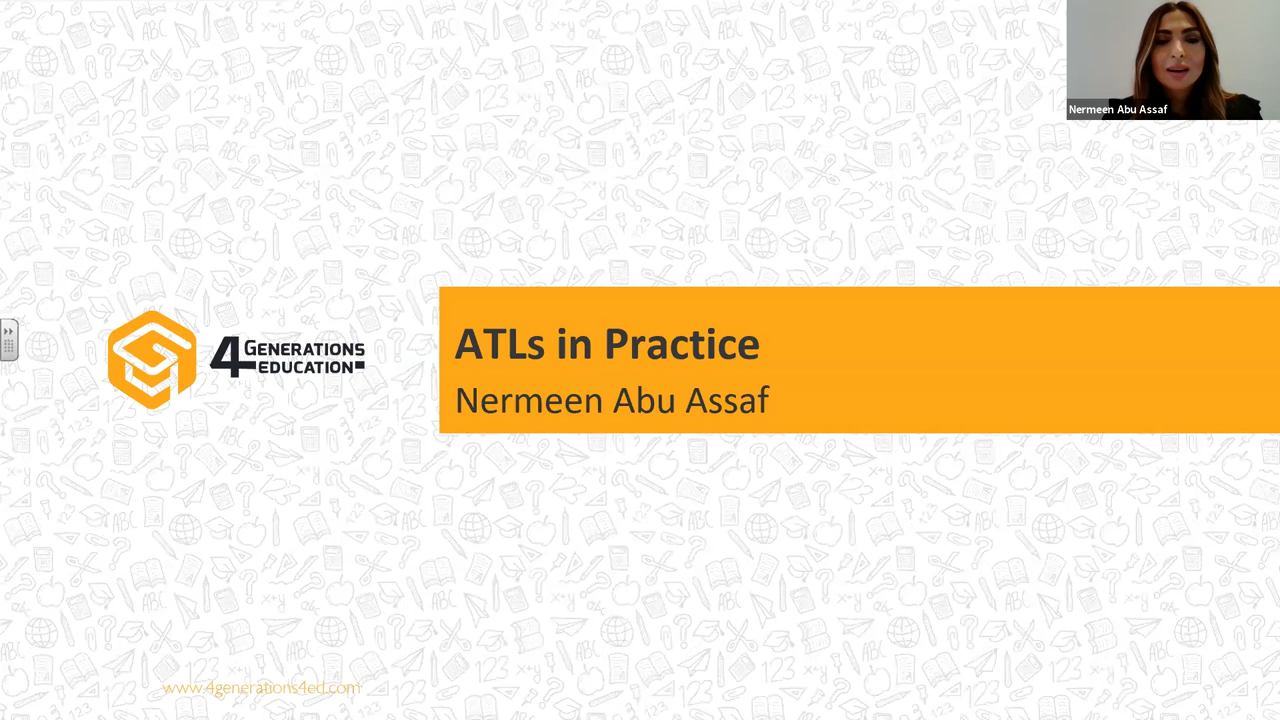 Nermeen Abu Assaf
4 GENERATIONS
EDUCATION
ATLs in Practice
Nermeen Abu Assaf
www.4generations4ed.com